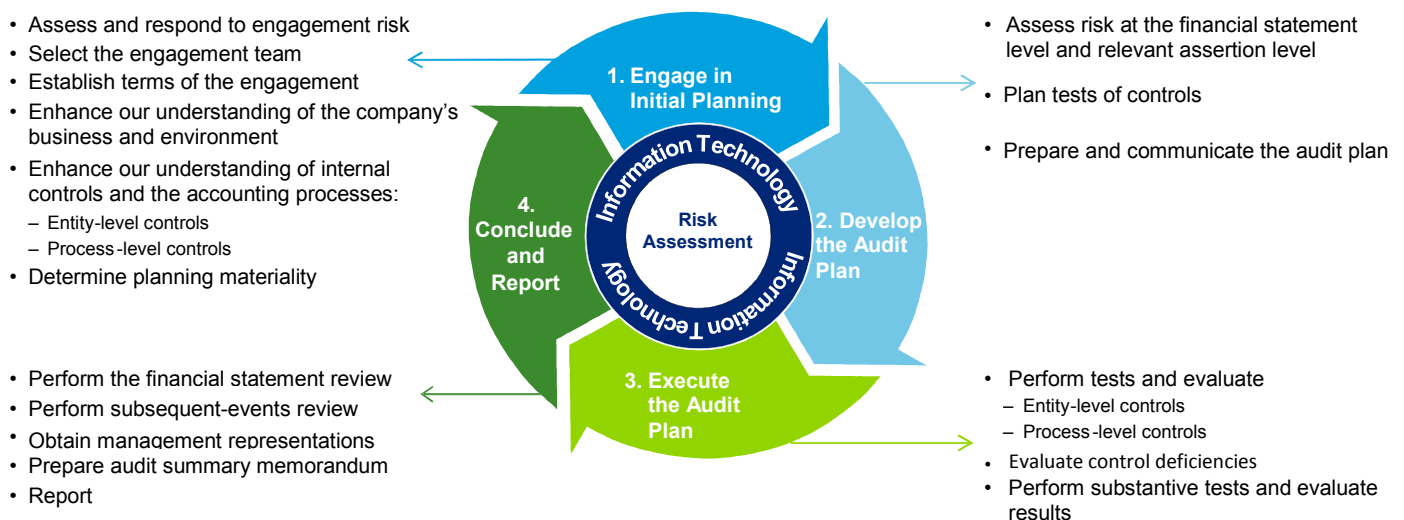 • Assess and respond to engagement risk
• Select the engagement team
• Establish terms of the engagement
• Enhance our understanding of the company's
business and environment
• Enhance our understanding of internal
controls and the accounting processes:
– Entity-level controls
– Process-level controls
• Determine planning materiality
1. Engage in
Initial Planning
• Assess risk at the financial statement
level and relevant assertion level
• Plan tests of controls
• Prepare and communicate the audit plan
Information Technology
Risk
Assessment
Information Technology
2. Develop
the Audit
Plan
4.
Conclude
and
Report
3. Execute
the Audit
Plan
• Perform the financial statement review
• Perform subsequent-events review
• Obtain management representations
• Prepare audit summary memorandum
• Report
• Perform tests and evaluate
– Entity-level controls
– Process-level controls
• Evaluate control deficiencies
• Perform substantive tests and evaluate
results